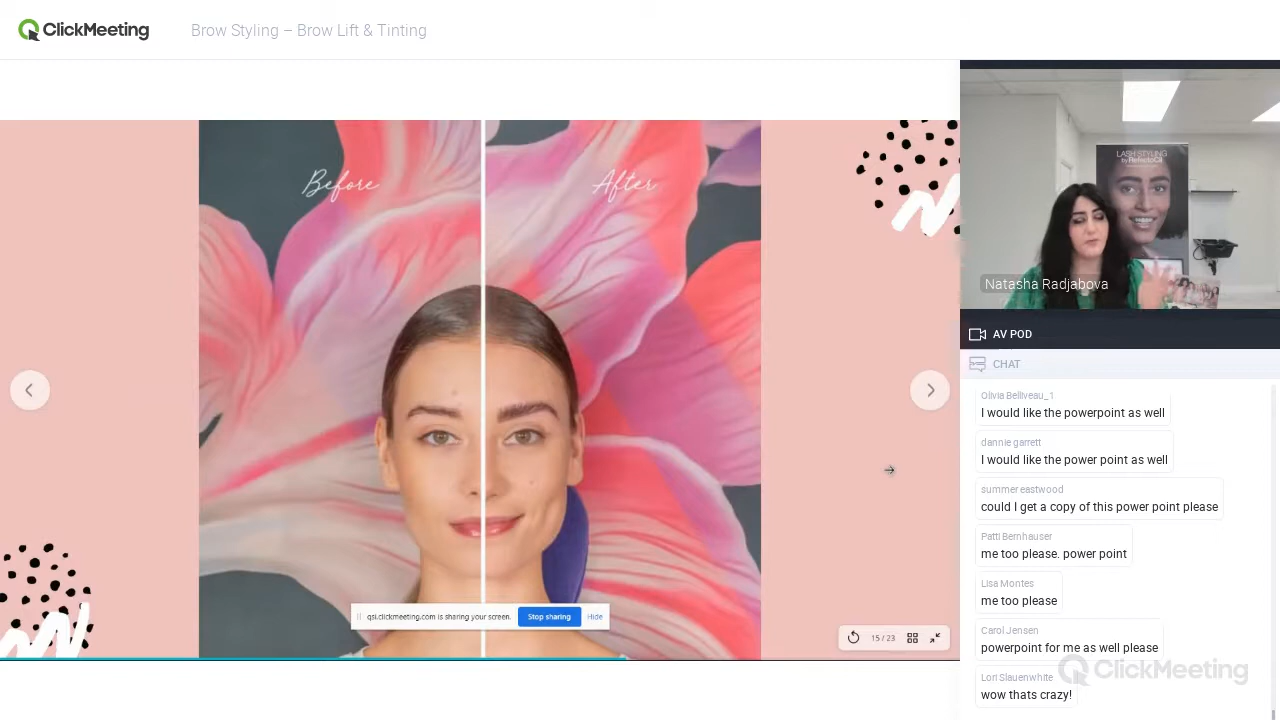 ClickMeeting
Brow Styling – Brow Lift & Tinting
Before
After
LASH STYLING
by RefectoCil
Natasha Radjabova
AV POD
CHAT
Olivia Belliveau_1
I would like the powerpoint as well
dannie garrett
I would like the power point as well
summer eastwood
could I get a copy of this power point please
Patti Bernhauser
me too please. power point
Lisa Montes
me too please
Carol Jensen
powerpoint for me as well please
Lori Slauenwhite
wow thats crazy!
qsi.clickmeeting.com is sharing your screen.
Stop sharing
Hide
15 / 23
ClickMeeting